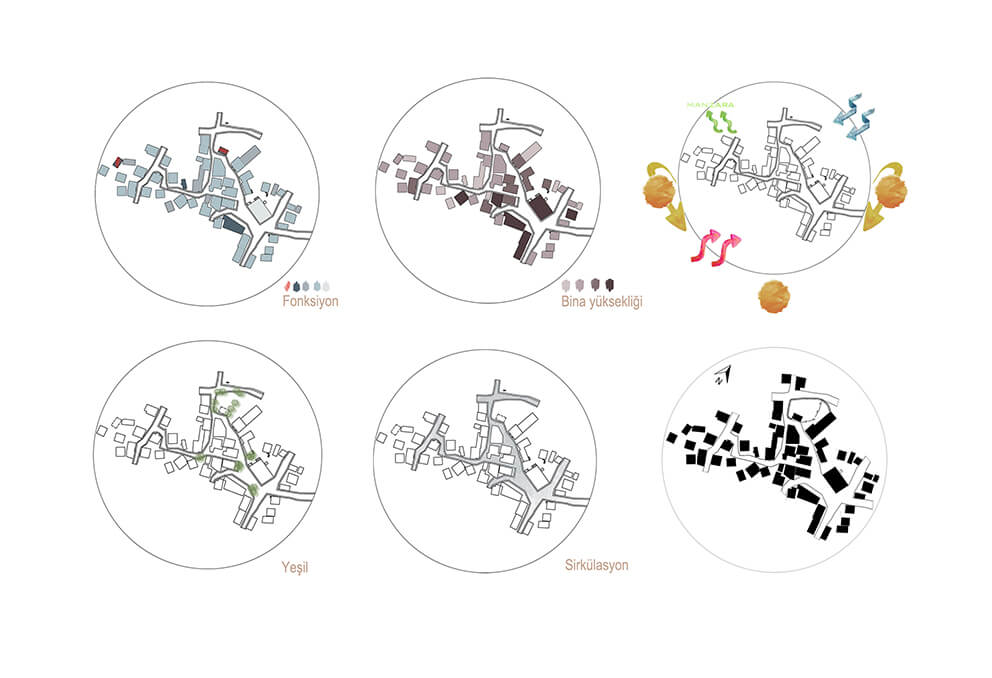 MANZARA
Fonksiyon
Bina yüksekliği
N
Yeşil
Sirkülasyon